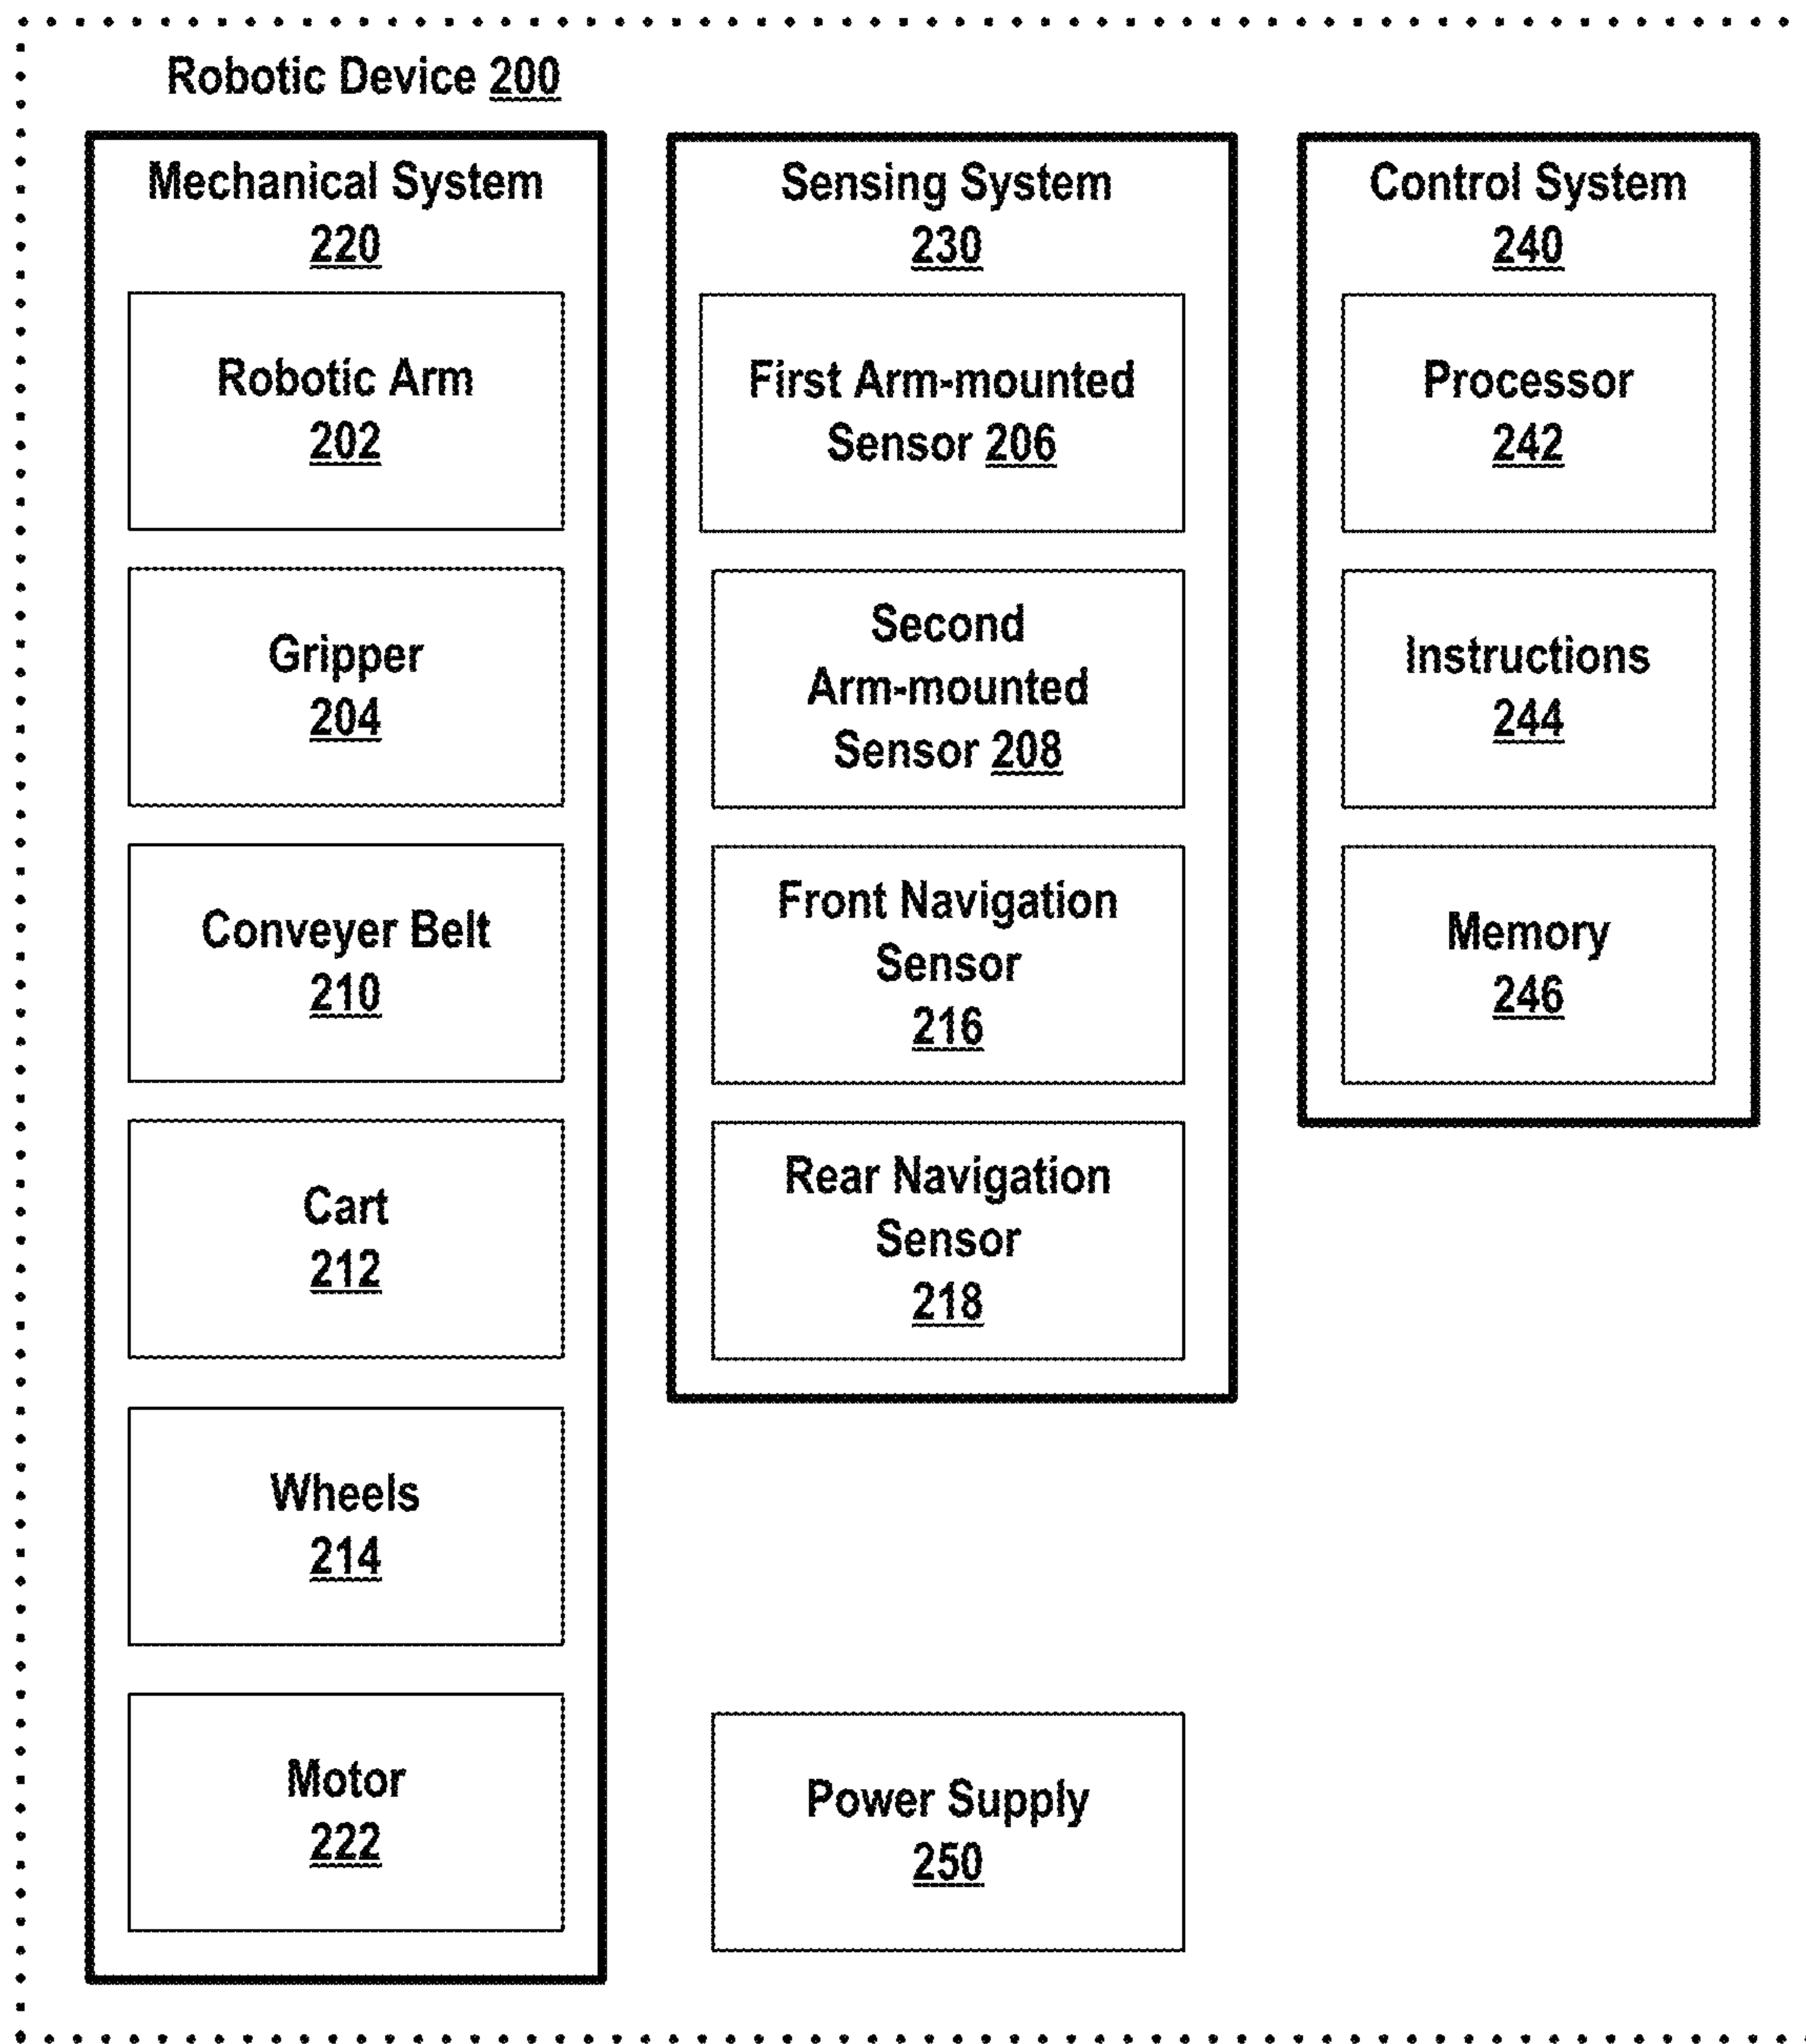 Robotic Device 200
Mechanical System
220
Robotic Arm
202
Gripper
204
Conveyer Belt
210
Cart
212
Wheels
214
Motor
222
Sensing System
230
First Arm-mounted
Sensor 206
Second
Arm-mounted
Sensor 208
Front Navigation
Sensor
216
Rear Navigation
Sensor
218
Power Supply
250
Control System
240
Processor
242
Instructions
244
Memory
246